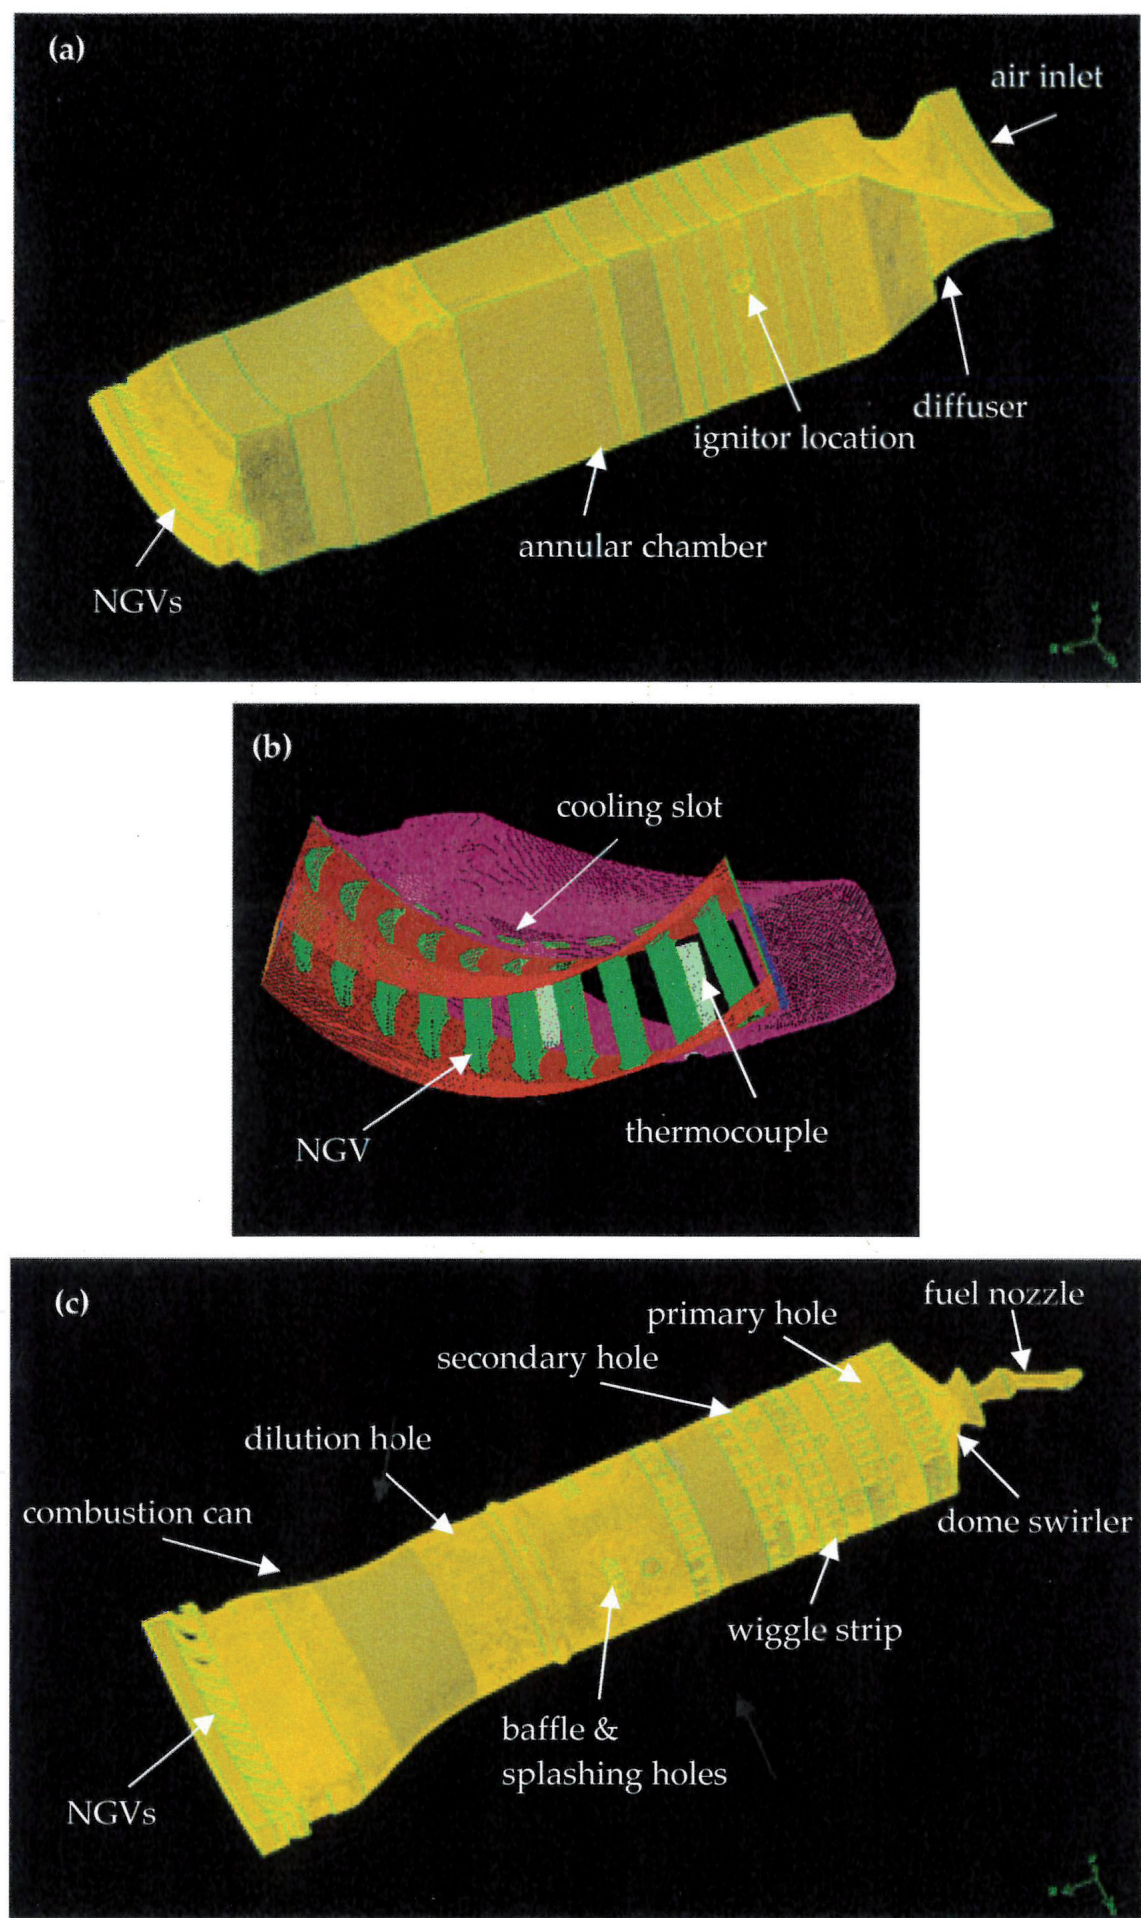 (a)
air inlet
diffuser
ignitor location
annular chamber
NGVs
(b)
cooling slot
thermocouple
NGV
(c)
fuel nozzle
primary hole
secondary hole
dilution hole
combustion can
dome swirler
wiggle strip
baffle &
splashing holes
NGVs